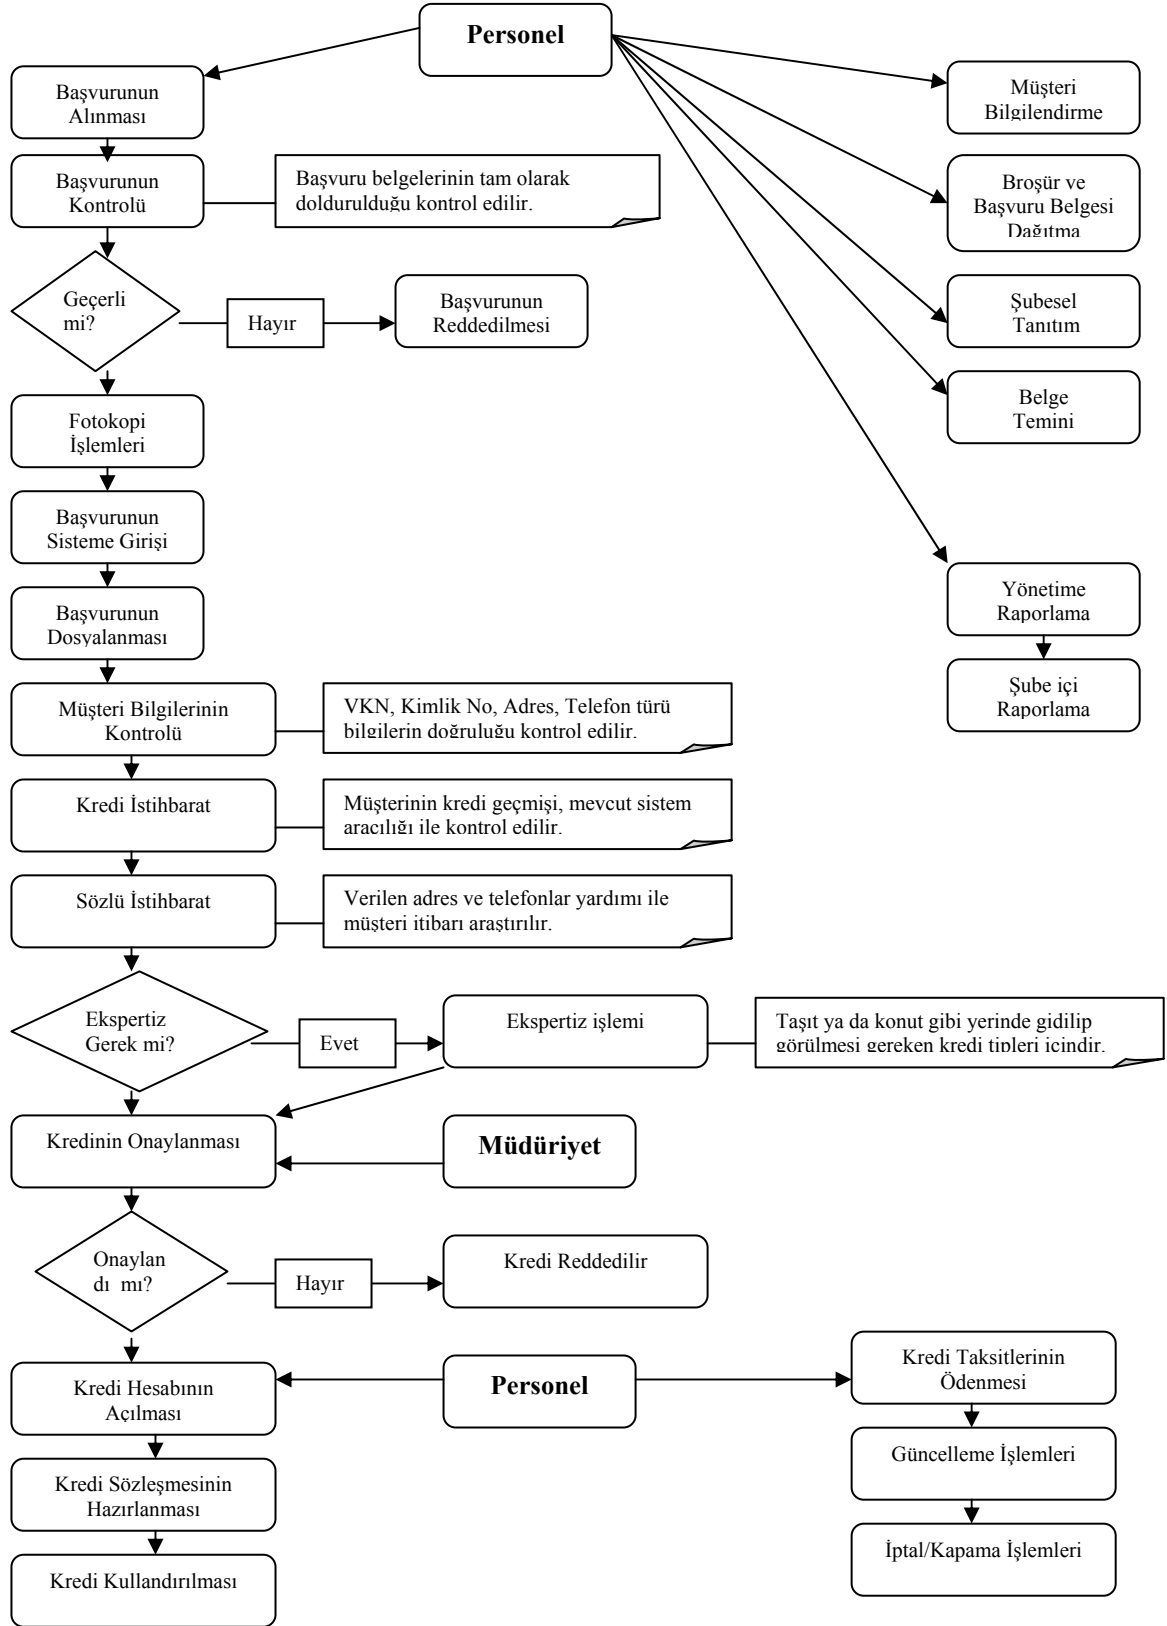 Personel
Başvurunun
Alınması
Müşteri
Bilgilendirme
Başvurunun
Kontrolü
Başvuru belgelerinin tam olarak
doldurulduğu kontrol edilir.
Broşür ve
Başvuru Belgesi
Dağıtma
Geçerli
mi?
Hayır
Başvurunun
Reddedilmesi
Şubesel
Tanıtım
Fotokopi
İşlemleri
Belge
Temini
Başvurunun
Sisteme Girişi
Başvurunun
Dosyalanması
Yönetime
Raporlama
Şube içi
Raporlama
Müşteri Bilgilerinin
Kontrolü
VKN, Kimlik No, Adres, Telefon türü
bilgilerin doğruluğu kontrol edilir.
Kredi İstihbarat
Müşterinin kredi geçmişi, mevcut sistem
aracılığı ile kontrol edilir.
Sözlü İstihbarat
Verilen adres ve telefonlar yardımı ile
müşteri itibarı araştırılır.
Ekspertiz
Gerek mi?
Evet
Ekspertiz işlemi
Taşıt ya da konut gibi yerinde gidilip
görülmesi gereken kredi tipleri içindir.
Kredinin Onaylanması
Müdüriyet
Onaylan
dı mı?
Hayır
Kredi Reddedilir
Kredi Hesabının
Açılması
Personel
Kredi Taksitlerinin
Ödenmesi
Güncelleme İşlemleri
Kredi Sözleşmesinin
Hazırlanması
İptal/Kapama İşlemleri
Kredi Kullandırılması